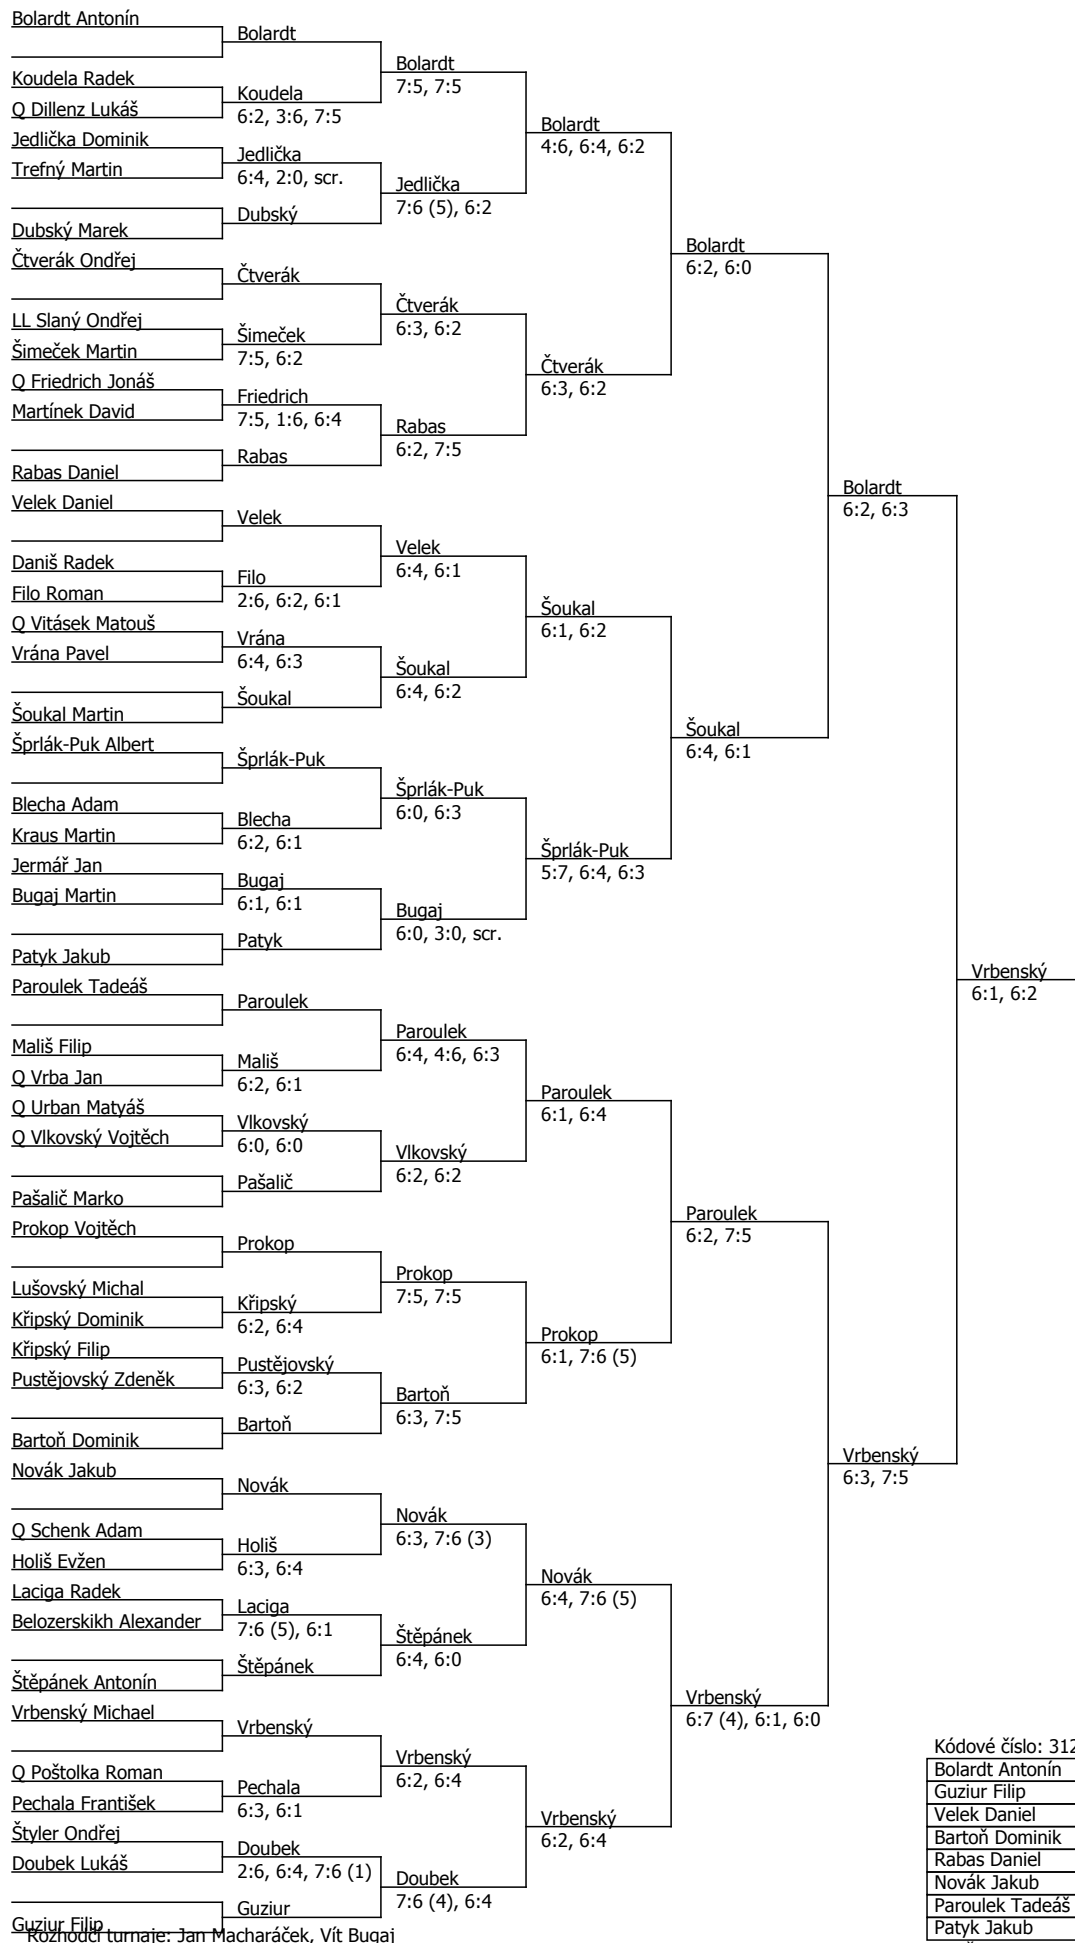 Bolardt Antonín
Bolardt
Bolardt
7:5, 7:5
Koudela Radek
Koudela
Q Dillenz Lukáš
6:2, 3:6, 7:5
Bolardt
4:6, 6:4, 6:2
Jedlička Dominik
Jedlička
Trefný Martin
6:4, 2:0, scr.
Jedlička
7:6 (5), 6:2
Dubský
Dubský Marek
Bolardt
6:2, 6:0
Čtverák Ondřej
Čtverák
Čtverák
6:3, 6:2
LL Slaný Ondřej
Šimeček
Šimeček Martin
7:5, 6:2
Čtverák
6:3, 6:2
Q Friedrich Jonáš
Friedrich
Martínek David
7:5, 1:6, 6:4
Rabas
6:2, 7:5
Rabas
Rabas Daniel
Bolardt
6:2, 6:3
Velek Daniel
Velek
Velek
6:4, 6:1
Daniš Radek
Filo
Filo Roman
2:6, 6:2, 6:1
Šoukal
6:1, 6:2
Q Vitásek Matouš
Vrána
Vrána Pavel
6:4, 6:3
Šoukal
6:4, 6:2
Šoukal
Šoukal Martin
Šoukal
6:4, 6:1
Šprlák-Puk Albert
Šprlák-Puk
Šprlák-Puk
6:0, 6:3
Blecha Adam
Blecha
Kraus Martin
6:2, 6:1
Šprlák-Puk
5:7, 6:4, 6:3
Jermář Jan
Bugaj
Bugaj Martin
6:1, 6:1
Bugaj
6:0, 3:0, scr.
Patyk
Patyk Jakub
Vrbenský
6:1, 6:2
Paroulek Tadeáš
Paroulek
Paroulek
6:4, 4:6, 6:3
Mališ Filip
Mališ
Q Vrba Jan
6:2, 6:1
Paroulek
6:1, 6:4
Q Urban Matyáš
Vlkovský
Q Vlkovský Vojtěch
6:0, 6:0
Vlkovský
6:2, 6:2
Pašalič
Pašalič Marko
Paroulek
6:2, 7:5
Prokop Vojtěch
Prokop
Prokop
7:5, 7:5
Lušovský Michal
Křipský
Křipský Dominik
6:2, 6:4
Prokop
6:1, 7:6 (5)
Křipský Filip
Pustějovský
Pustějovský Zdeněk
6:3, 6:2
Bartoň
6:3, 7:5
Bartoň
Bartoň Dominik
Vrbenský
6:3, 7:5
Novák Jakub
Novák
Novák
6:3, 7:6 (3)
Q Schenk Adam
Holiš
Holiš Evžen
6:3, 6:4
Novák
6:4, 7:6 (5)
Laciga Radek
Laciga
Belozerskikh Alexander
7:6 (5), 6:1
Štěpánek
6:4, 6:0
Štěpánek
Štěpánek Antonín
Vrbenský
6:7 (4), 6:1, 6:0
Vrbenský Michael
Vrbenský
Vrbenský
6:2, 6:4
Q Poštolka Roman
Pechala
Pechala František
6:3, 6:1
Vrbenský
6:2, 6:4
Štyler Ondřej
Doubek
Doubek Lukáš
2:6, 6:4, 7:6 (1)
Doubek
7:6 (4), 6:4
Guziur
Guziur Filip
Rozhodčí turnaje: Jan Macharáček, Vít Bugaj
Kódové číslo: 312
Bolardt Antonín
Guziur Filip
Velek Daniel
Bartoň Dominik
Rabas Daniel
Novák Jakub
Paroulek Tadeáš
Patyk Jakub